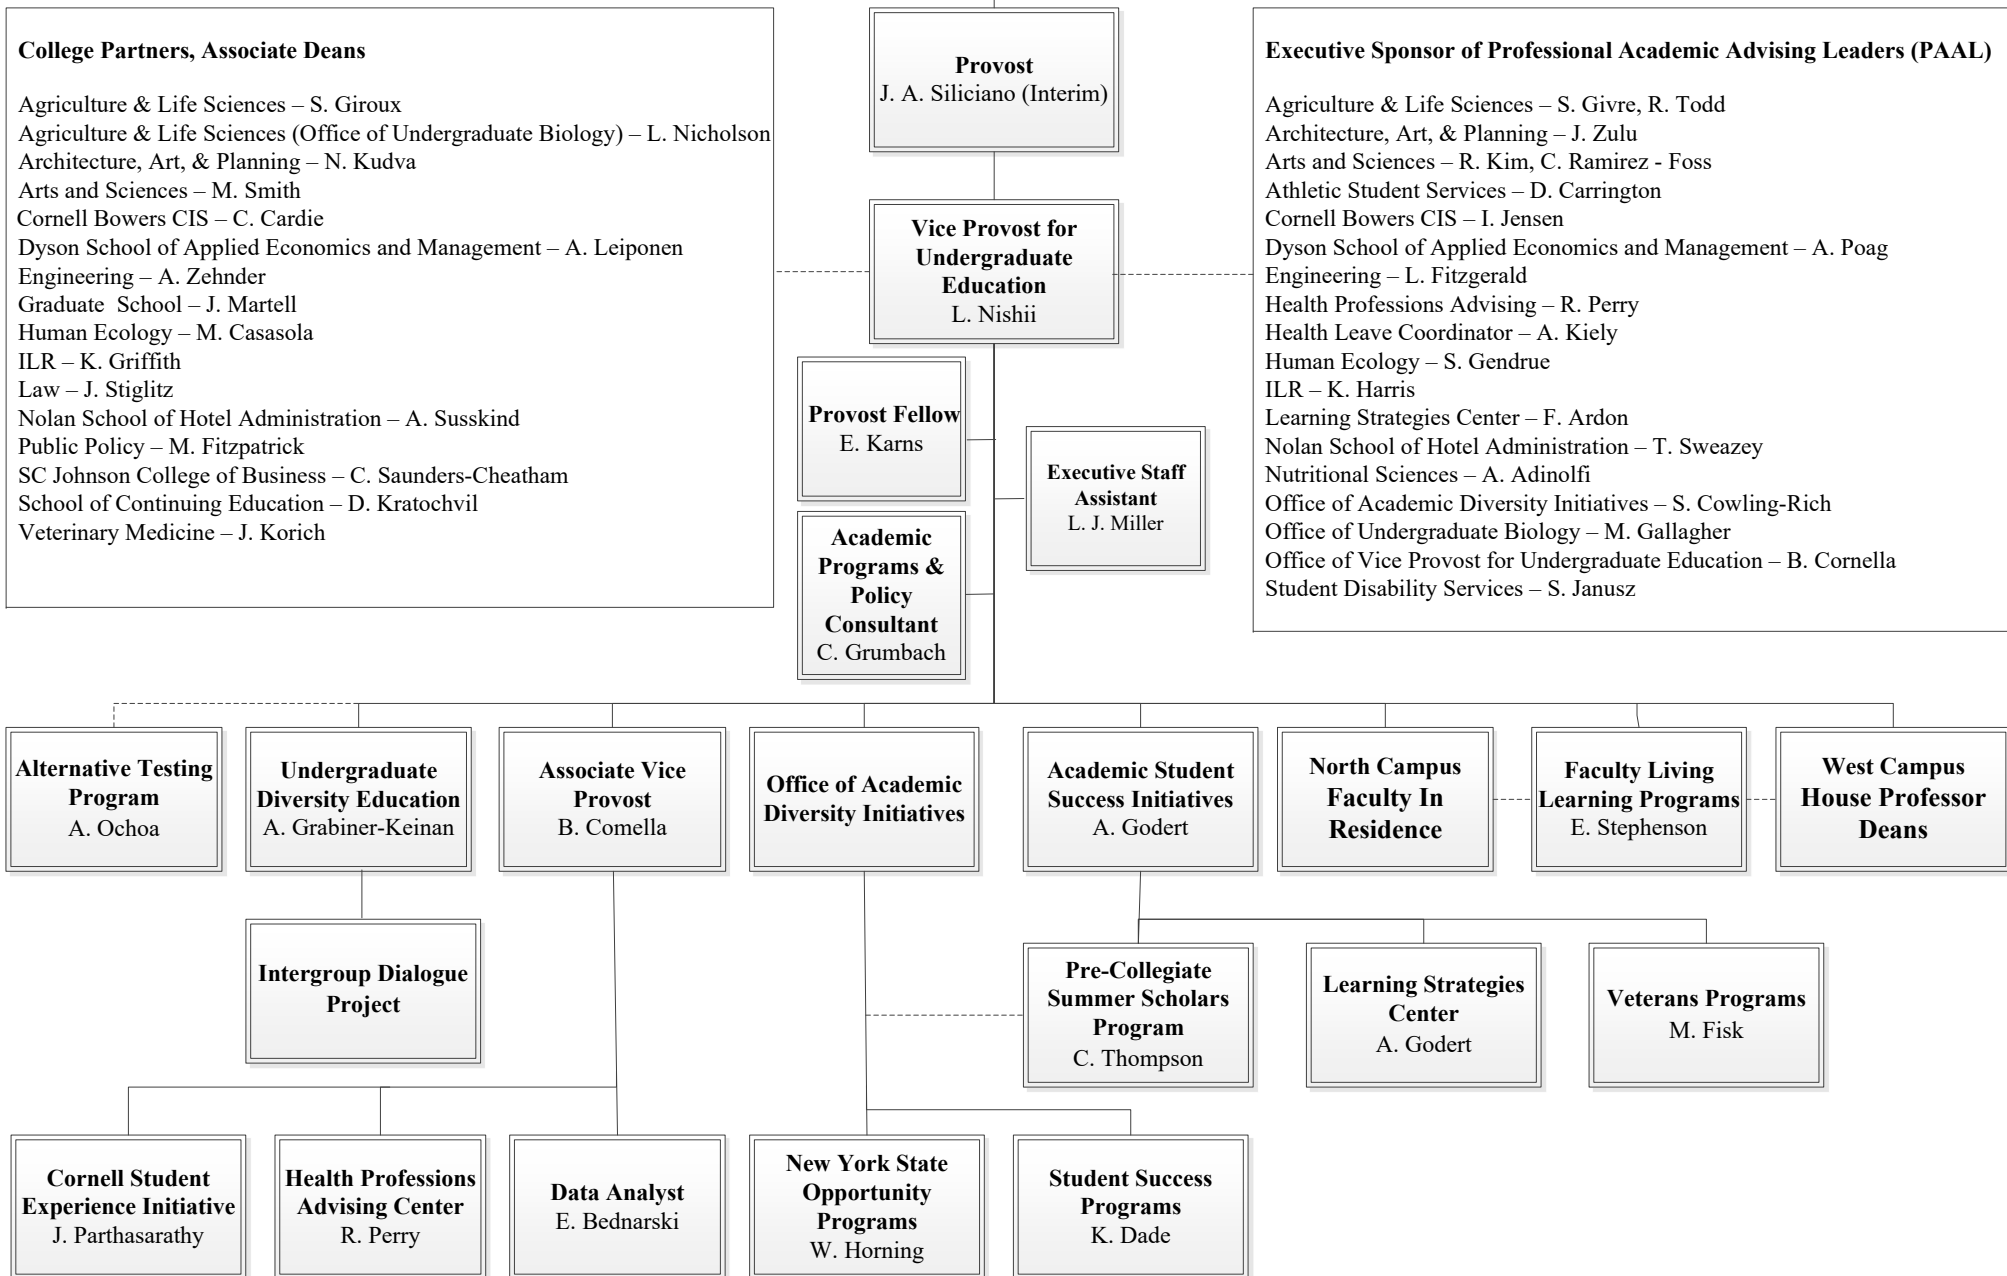 College Partners, Associate Deans
Agriculture & Life Sciences – S. Giroux
Agriculture & Life Sciences (Office of Undergraduate Biology) – L. Nicholson
Architecture, Art, & Planning – N. Kudva
Arts and Sciences – M. Smith
Cornell Bowers CIS – C. Cardie
Dyson School of Applied Economics and Management – A. Leiponen
Engineering – A. Zehnder
Graduate School – J. Martell
Human Ecology – M. Casasola
ILR – K. Griffith
Law – J. Stiglitz
Nolan School of Hotel Administration – A. Susskind
Public Policy – M. Fitzpatrick
SC Johnson College of Business – C. Saunders-Cheatham
School of Continuing Education – D. Kratochvil
Veterinary Medicine – J. Korich
Provost
J. A. Siliciano (Interim)
Vice Provost for
Undergraduate
Education
L. Nishii
Executive Sponsor of Professional Academic Advising Leaders (PAAL)
Agriculture & Life Sciences – S. Givre, R. Todd
Architecture, Art, & Planning – J. Zulu
Arts and Sciences – R. Kim, C. Ramirez - Foss
Athletic Student Services – D. Carrington
Cornell Bowers CIS – I. Jensen
Dyson School of Applied Economics and Management – A. Poag
Engineering – L. Fitzgerald
Health Professions Advising – R. Perry
Health Leave Coordinator – A. Kiely
Human Ecology – S. Gendrue
ILR – K. Harris
Learning Strategies Center – F. Ardon
Nolan School of Hotel Administration – T. Sweazey
Nutritional Sciences – A. Adinolfi
Office of Academic Diversity Initiatives – S. Cowling-Rich
Office of Undergraduate Biology – M. Gallagher
Office of Vice Provost for Undergraduate Education – B. Cornella
Student Disability Services – S. Janusz
Provost Fellow
E. Karns
Executive Staff
Assistant
L. J. Miller
Academic
Programs &
Policy
Consultant
C. Grumbach
Alternative Testing
Program
A. Ochoa
Undergraduate
Diversity Education
A. Grabiner-Keinan
Associate Vice
Provost
B. Comella
Office of Academic
Diversity Initiatives
Academic Student
Success Initiatives
A. Godert
North Campus
Faculty In
Residence
Faculty Living
Learning Programs
E. Stephenson
West Campus
House Professor
Deans
Intergroup Dialogue
Project
Pre-Collegiate
Summer Scholars
Program
C. Thompson
Learning Strategies
Center
A. Godert
Veterans Programs
M. Fisk
Cornell Student
Experience Initiative
J. Parthasarathy
Health Professions
Advising Center
R. Perry
Data Analyst
E. Bednarski
New York State
Opportunity
Programs
W. Horning
Student Success
Programs
K. Dade